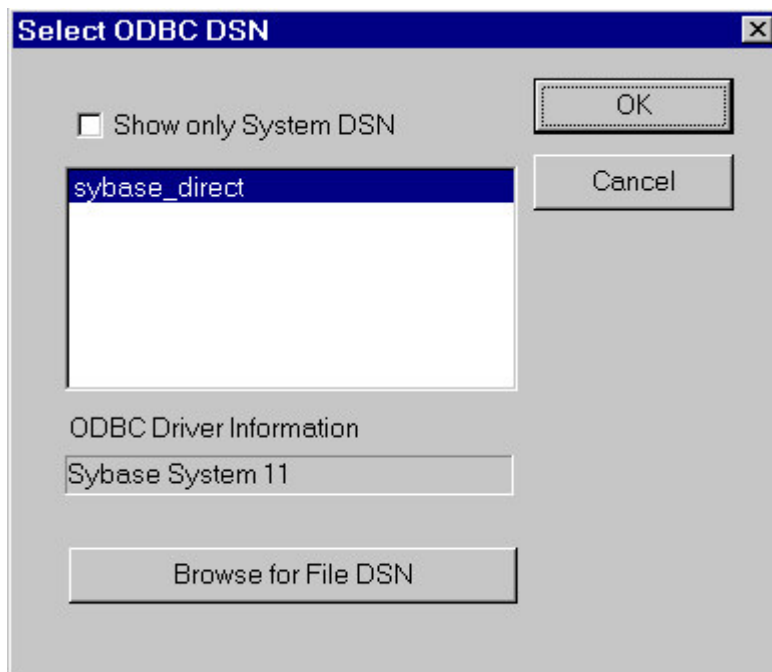 Select ODBC DSN
Show only System DSN
OK
sybase_direct
Cancel
ODBC Driver Information
Sybase System 11
Browse for File DSN